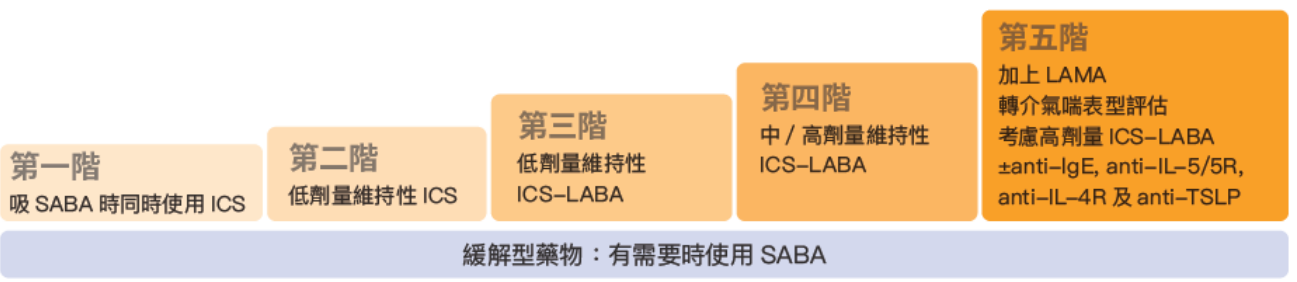 第一階
吸 SABA 時同時使用 ICS
第二階
低劑量維持性 ICS
第三階
低劑量維持性
ICS–LABA
第四階
中 / 高劑量維持性
ICS–LABA
第五階
加上 LAMA
轉介氣喘表型評估
考慮高劑量 ICS–LABA
±anti–IgE, anti–IL–5/5R,
anti–IL–4R 及 anti–TSLP
緩解型藥物：有需要時使用 SABA